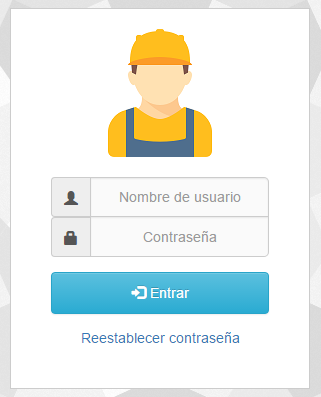 Nombre de usuario
Contraseña
Entrar
Reestablecer contraseña